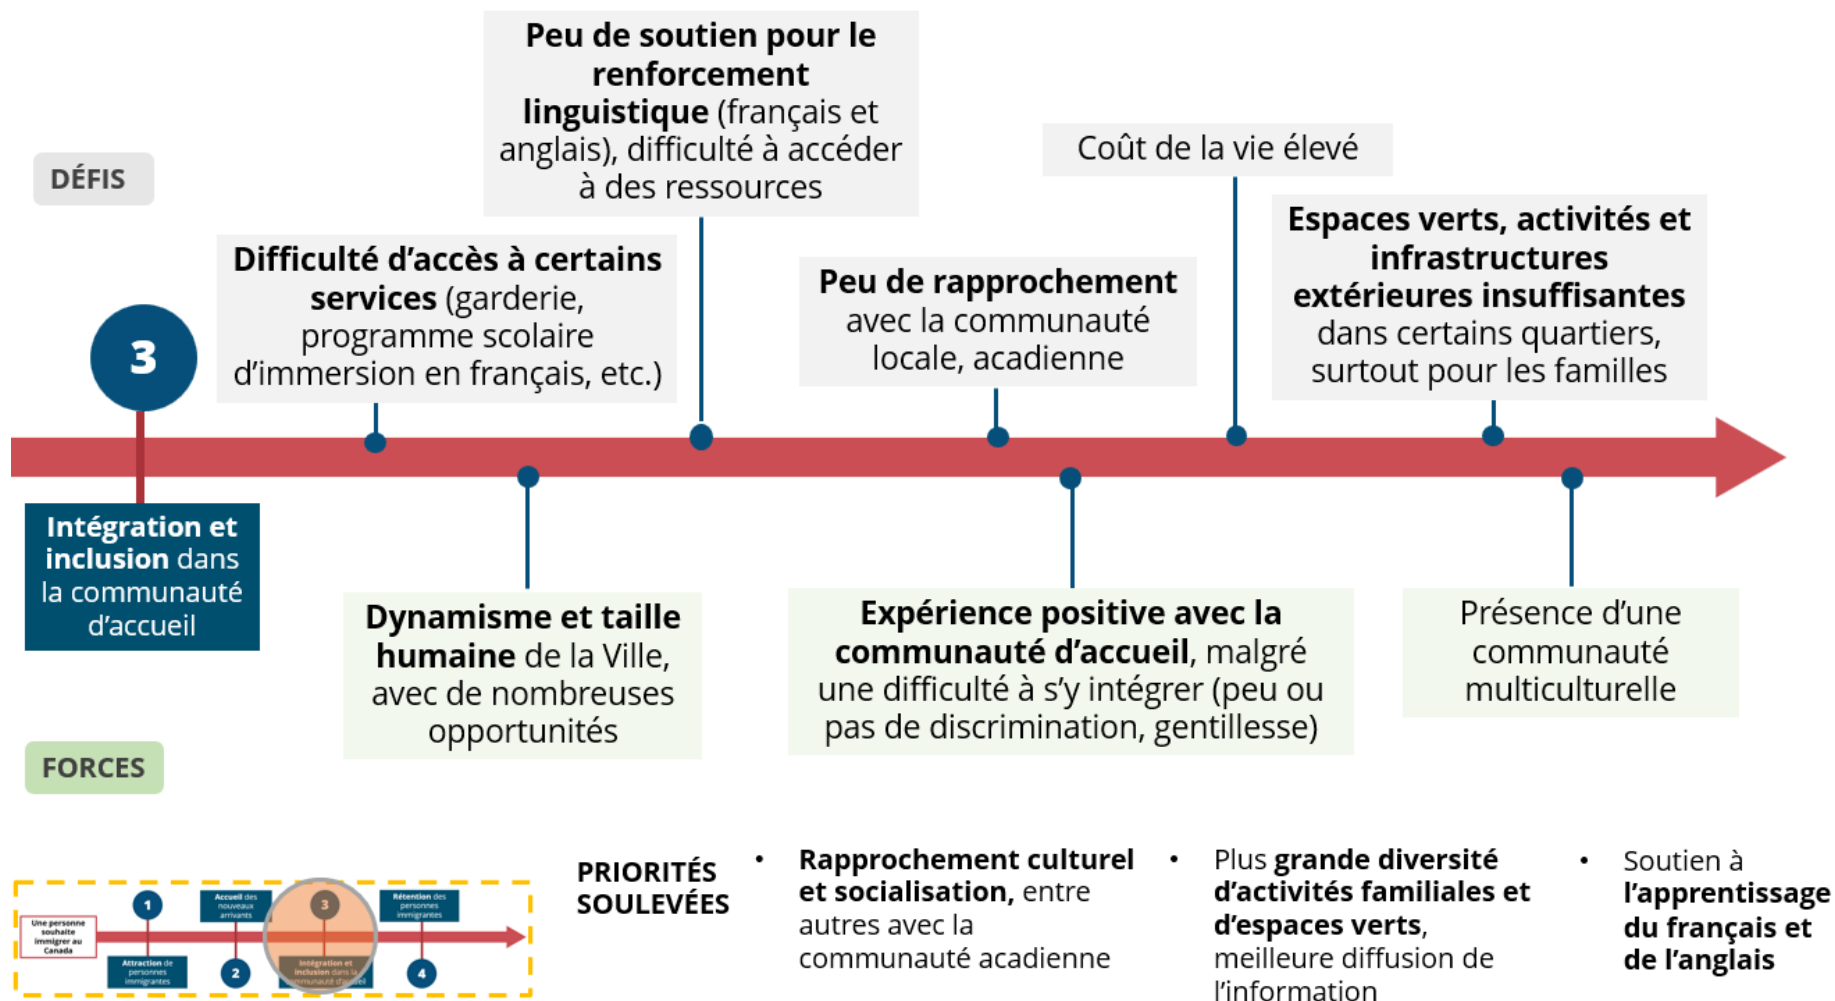 DÉFIS
Peu de soutien pour le
renforcement
linguistique (français et
anglais), difficulté à accéder
à des ressources
Coût de la vie élevé
Difficulté d’accès à certains
services (garderie,
programme scolaire
d’immersion en français, etc.)
Peu de rapprochement
avec la communauté
locale, acadienne
Espaces verts, activités et
infrastructures
extérieures insuffisantes
dans certains quartiers,
surtout pour les familles
3
Intégration et
inclusion dans
la communauté
d’accueil
Dynamisme et taille
humaine de la Ville,
avec de nombreuses
opportunités
Expérience positive avec la
communauté d’accueil, malgré
une difficulté à s’y intégrer (peu ou
pas de discrimination, gentillesse)
Présence d’une
communauté
multiculturelle
FORCES
Une personne
souhaite
immigrer au
Canada
1
Attraction de
personnes
immigrantes
Accueil des
nouveaux
arrivants
2
3
Intégration et
inclusion dans la
communauté d’accueil
Rétention des
personnes
immigrantes
4
PRIORITÉS
SOULEVÉES
• Rapprochement culturel
et socialisation, entre
autres avec la
communauté acadienne
• Plus grande diversité
d’activités familiales et
d’espaces verts,
meilleure diffusion de
l’information
• Soutien à
l’apprentissage
du français et
de l’anglais